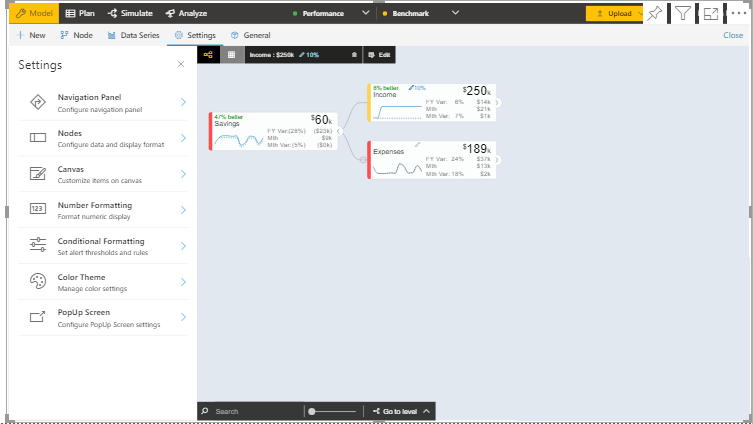 Model Plan Simulate Analyze Performance Benchmark Upload
New Node Data Series Settings General Close
Settings
Income : $250k 10% Edit
Navigation Panel
Configure navigation panel
Nodes
Configure data and display format
Canvas
Customize items on canvas
Number Formatting
Format numeric display
Conditional Formatting
Set alert thresholds and rules
Color Theme
Manage color settings
PopUp Screen
Configure PopUp Screen settings
123
47% better
Savings
$60k
FY Var:(28%) ($23k)
Mth $9k
Mth Var:(5%) ($0k)
8% better 10%
Income
$250k
FY Var: 6% $14k
Mth $21k
Mth Var: 7% $1k
Expenses
$189k
FY Var: 24% $37k
Mth $13k
Mth Var: 18% $2k
Search Go to level